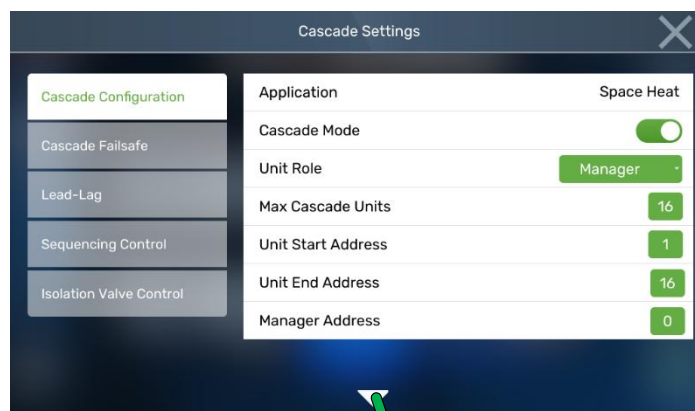 Cascade Settings
Cascade Configuration
Cascade Failsafe
Lead-Lag
Sequencing Control
Isolation Valve Control
Application Space Heat
Cascade Mode
Unit Role Manager
Max Cascade Units 16
Unit Start Address 1
Unit End Address 16
Manager Address 0